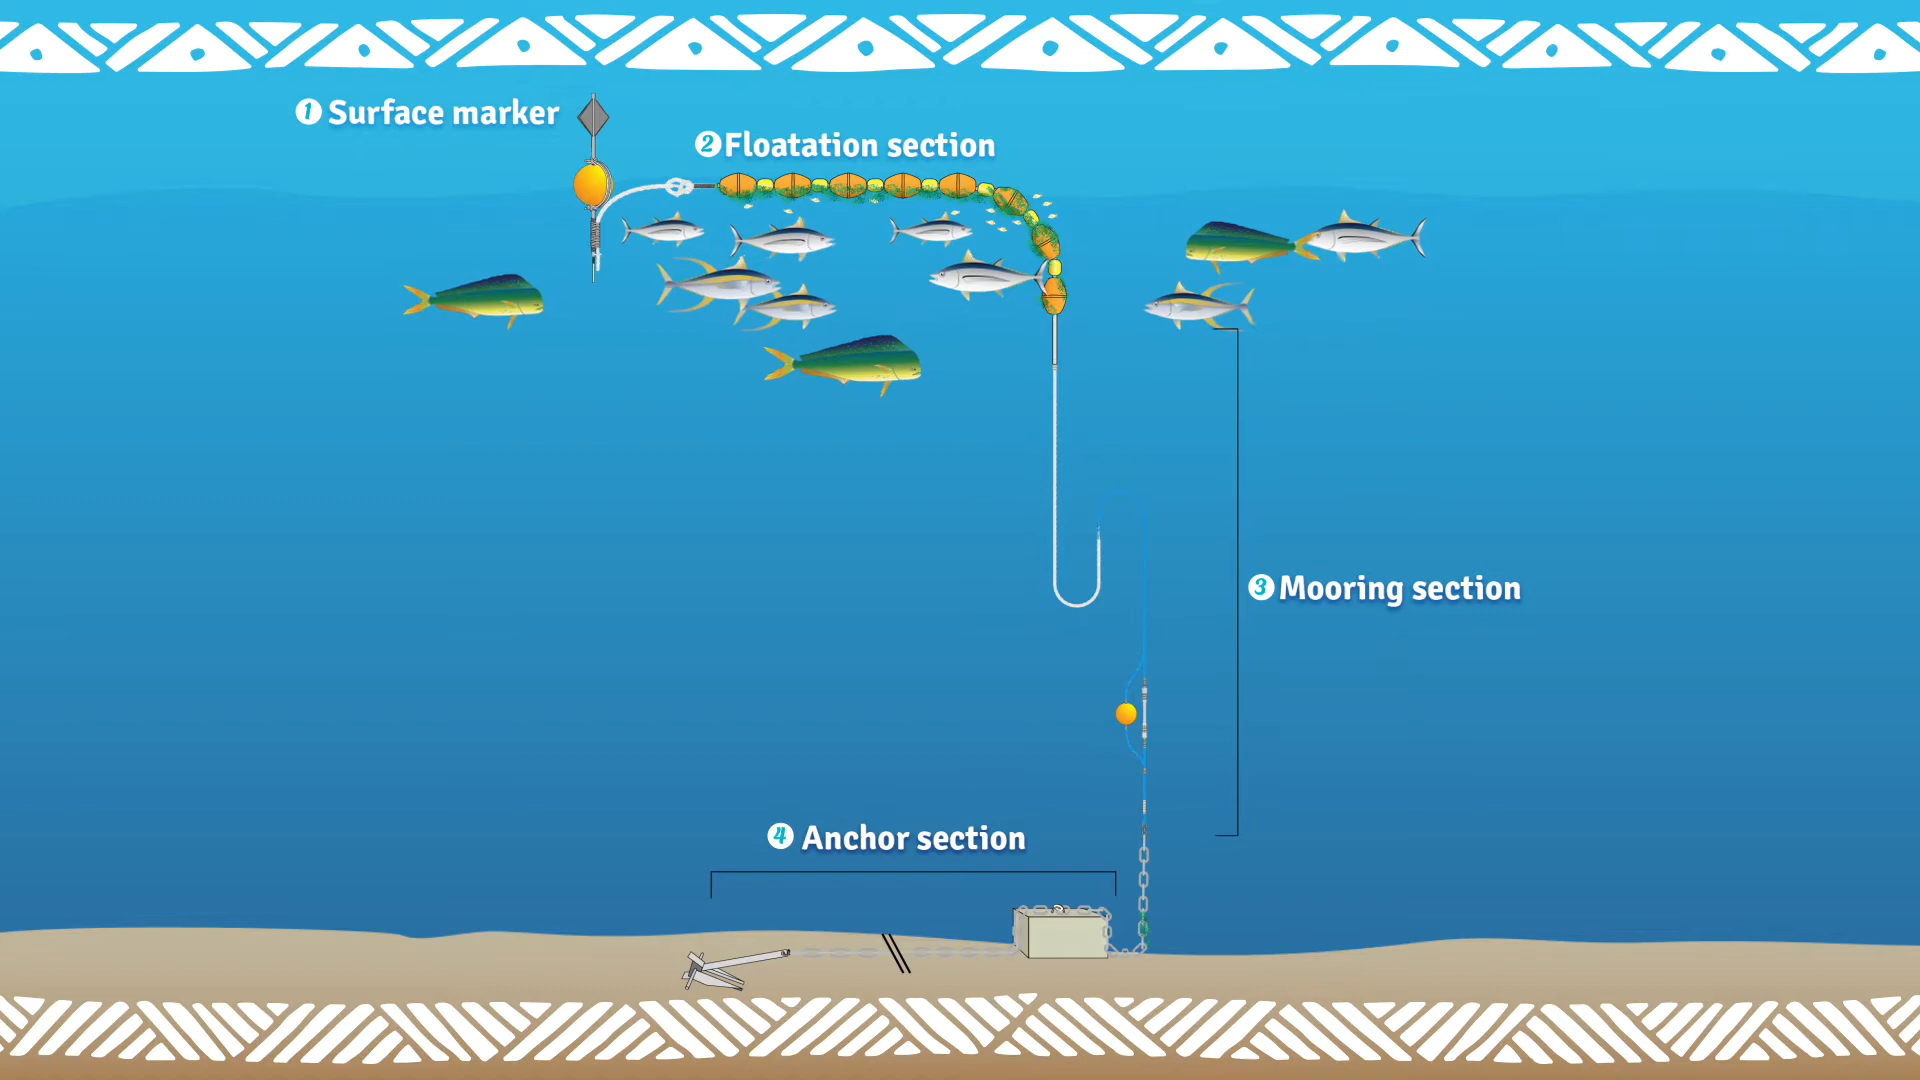 1 Surface marker
2 Floatation section
3 Mooring section
4 Anchor section